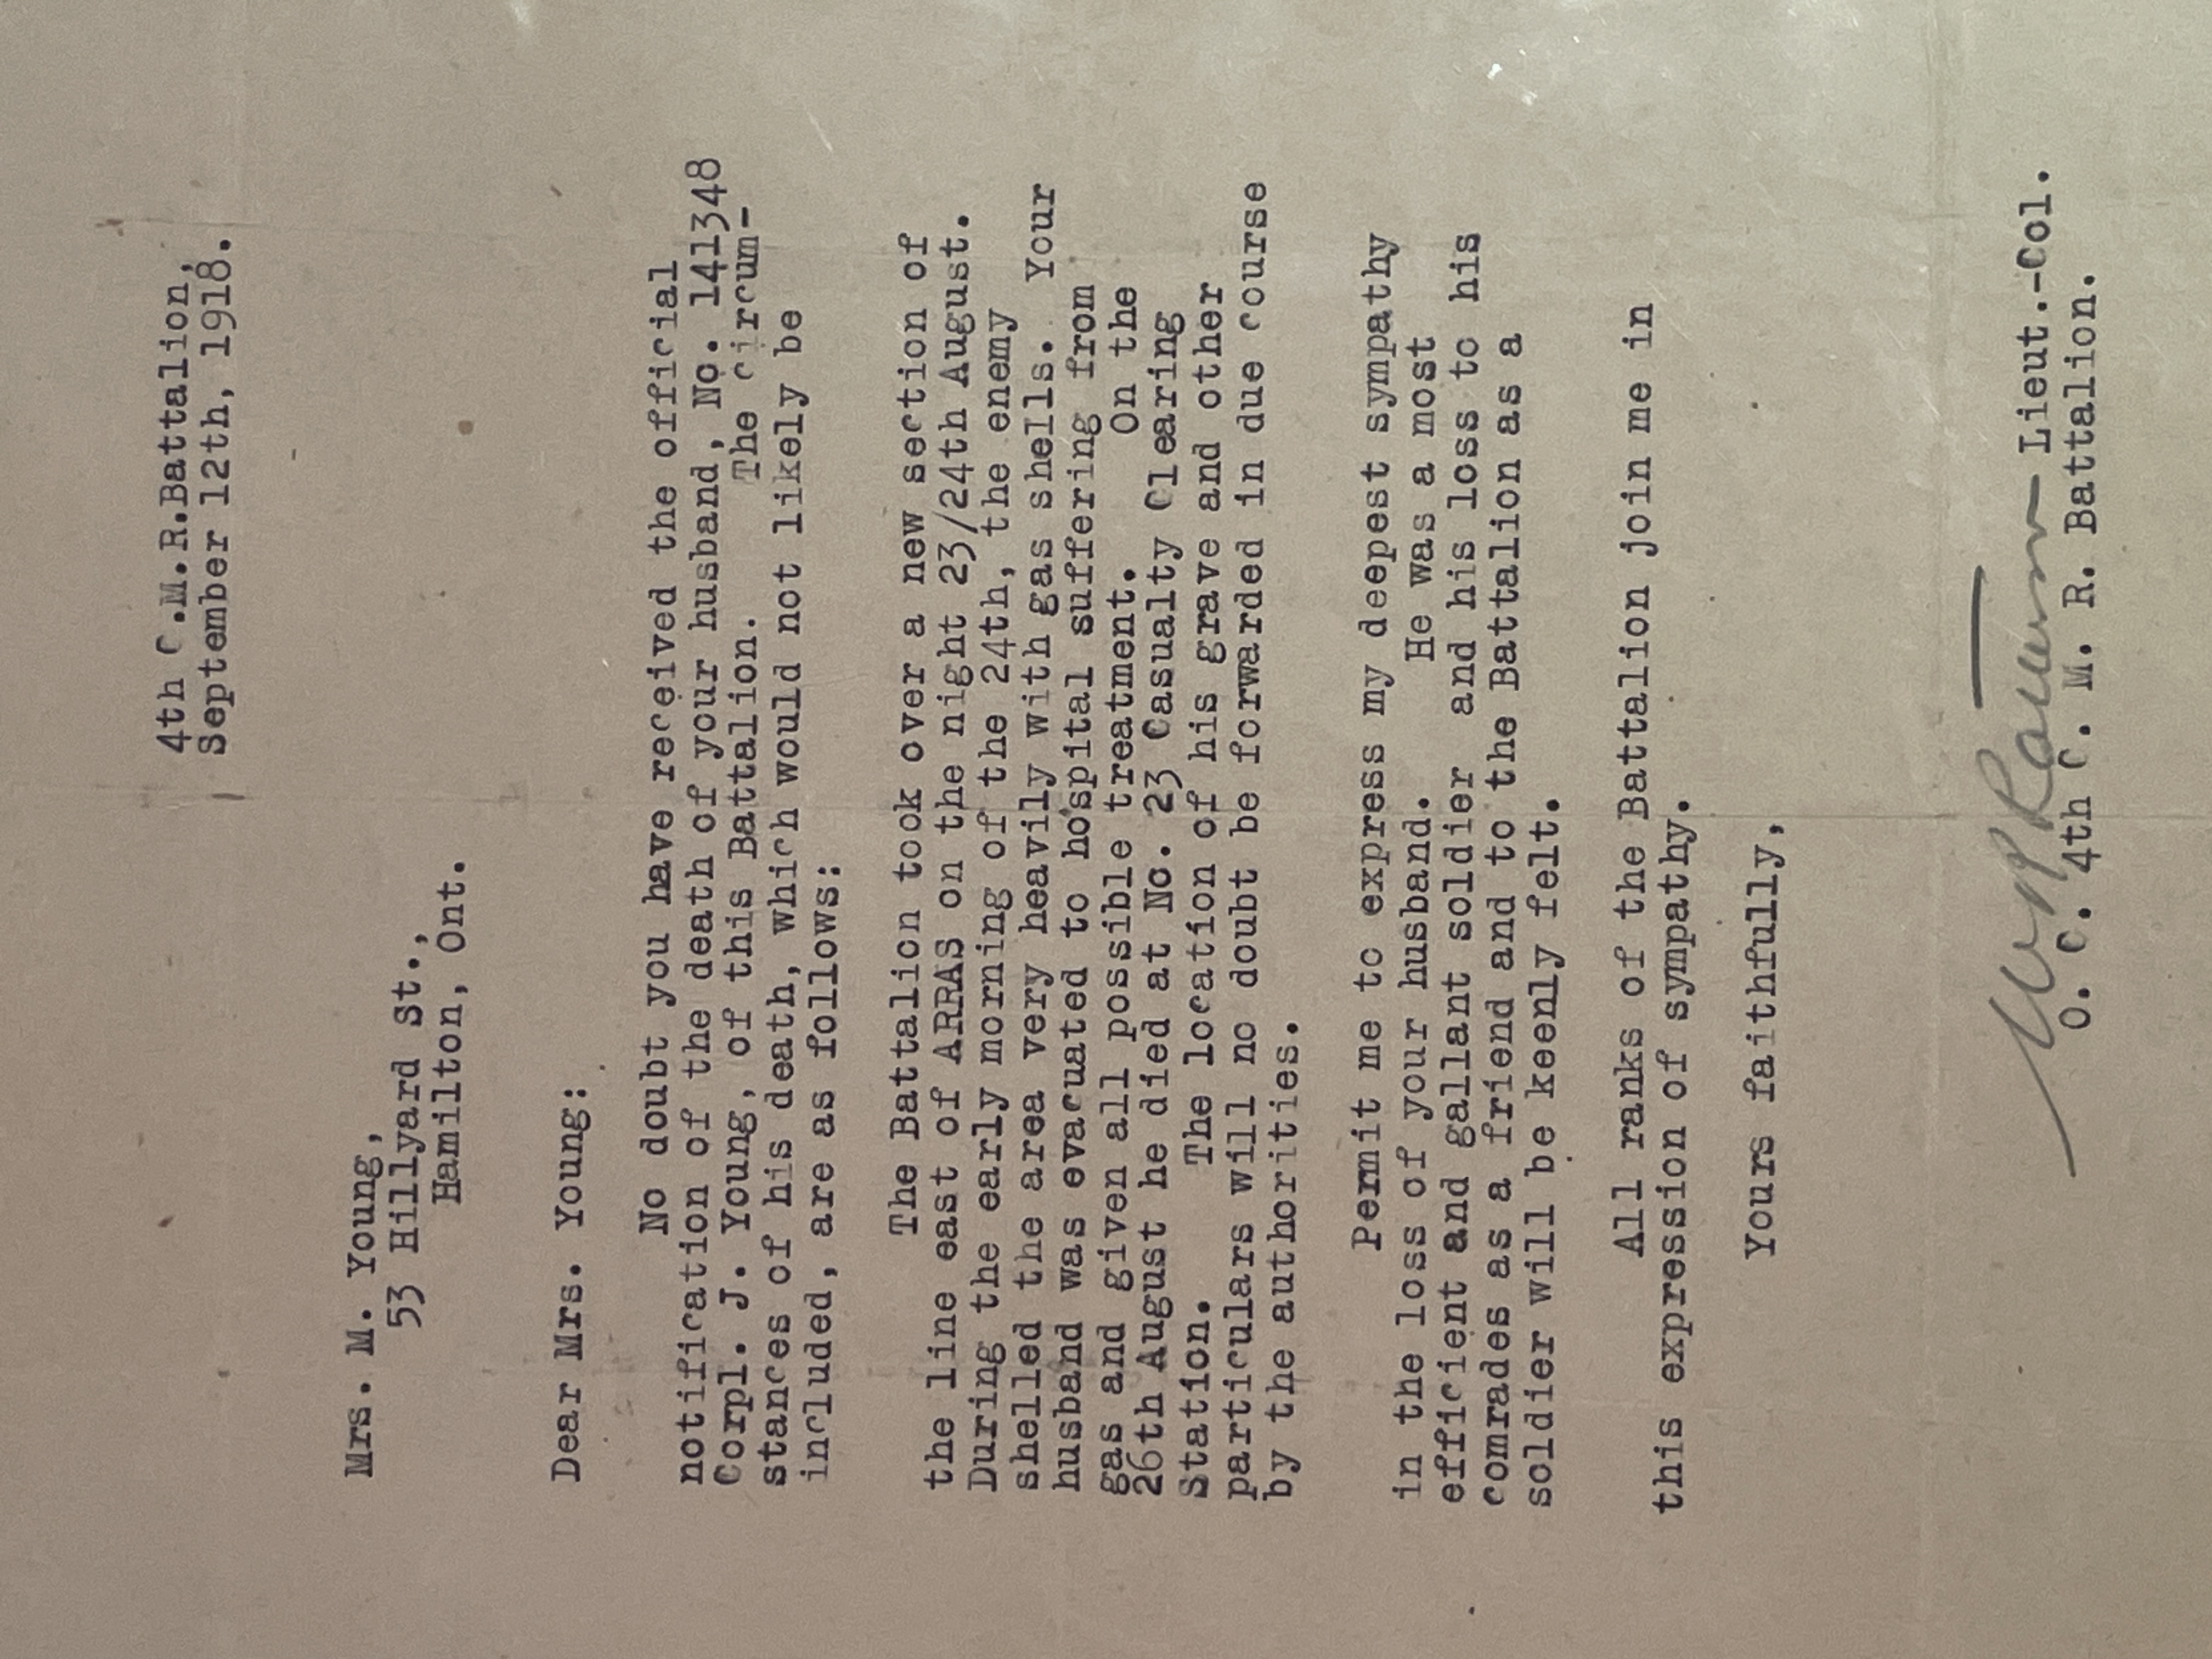 4th C.M.R.Battalion,
September 12th, 1918.
Mrs. M. Young,
53 Hillyard St.,
Hamilton, Ont.
Dear Mrs. Young:
No doubt you have received the official
notification of the death of your husband, No. 141348
Corpl. J. Young, of this Battalion. The circum-
stances of his death, which would not likely be
included, are as follows:
The Battalion took over a new section of
the line east of ARRAS on the night 23/24th August.
During the early morning of the 24th, the enemy
shelled the area very heavily with gas shells. Your
husband was evacuated to hospital suffering from
gas and given all possible treatment. On the
26th August he died at No. 23 Casualty Clearing
Station. The location of his grave and other
particulars will no doubt be forwarded in due course
by the authorities.
Permit me to express my deepest sympathy
in the loss of your husband. He was a most
efficient and gallant soldier and his loss to his
comrades as a friend and to the Battalion as a
soldier will be keenly felt.
All ranks of the Battalion join me in
this expression of sympathy.
Yours faithfully,
Lieut.-Col.
O. C. 4th C. M. R. Battalion.